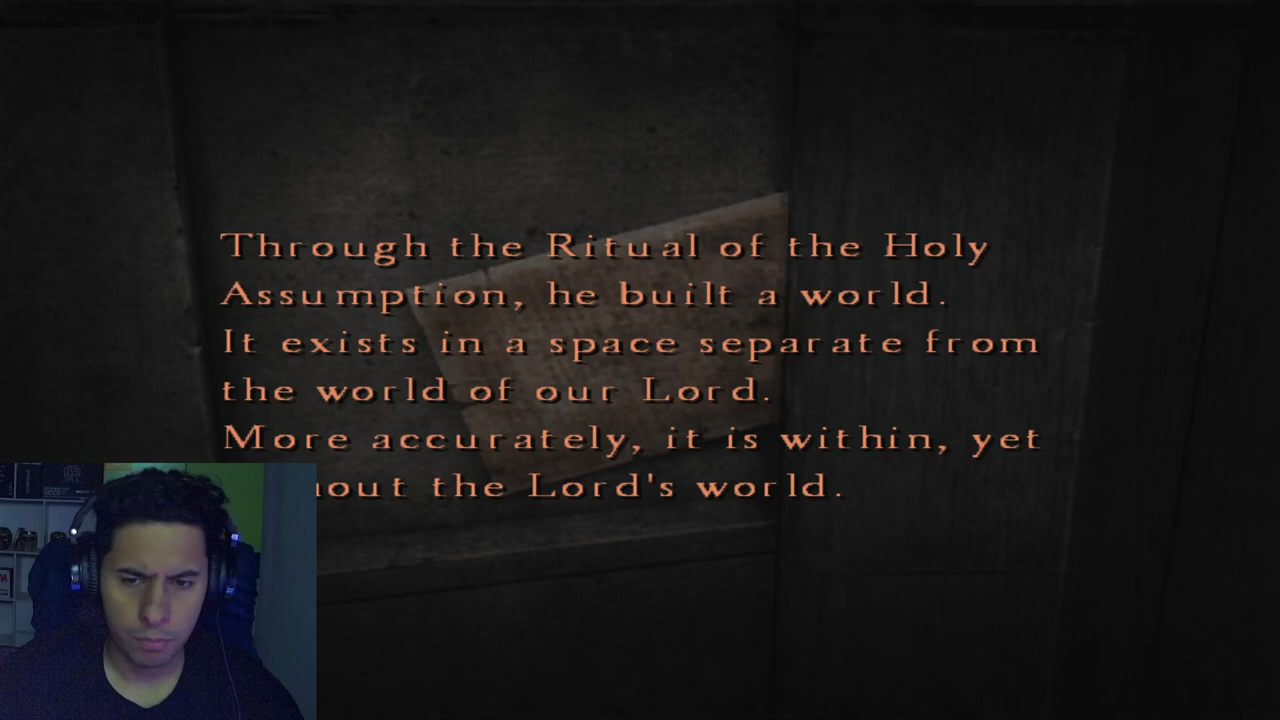 Through the Ritual of the Holy
Assumption, he built a world.
It exists in a space separate from
the world of our Lord.
More accurately, it is within, yet
the Lord's world.